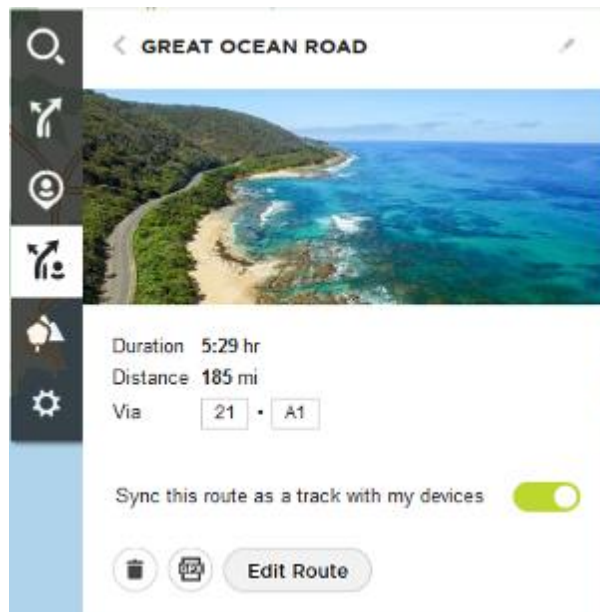 GREAT OCEAN ROAD
Duration 5:29 hr
Distance 185 mi
Via 21 • A1
Sync this route as a track with my devices
Edit Route